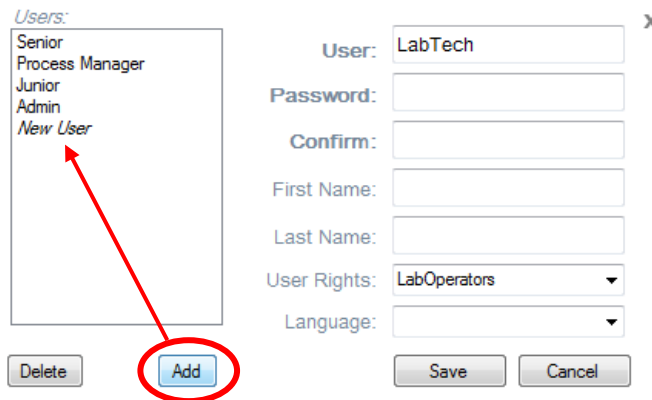 Users:
Senior
Process Manager
Junior
Admin
New User
Delete
Add
x
User: LabTech
Password:
Confirm:
First Name:
Last Name:
User Rights: LabOperators
Language:
Save
Cancel